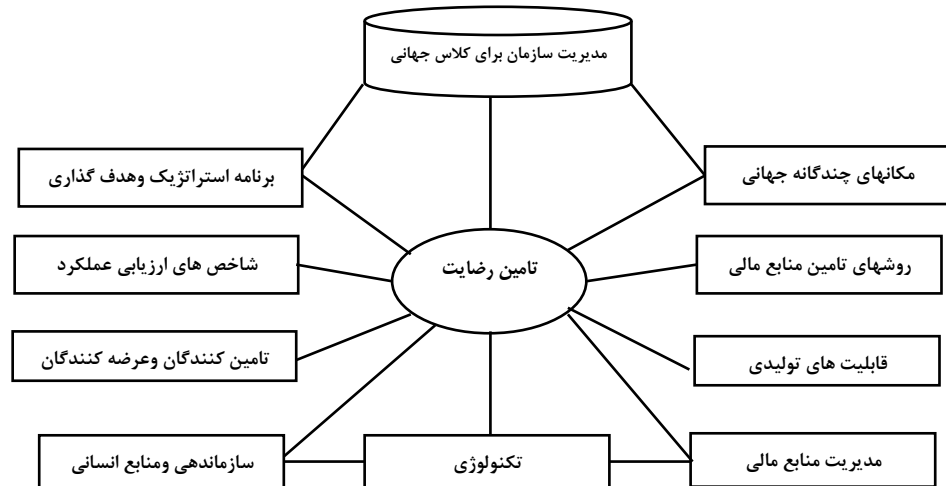 مدیریت سازمان برای کلاس جهانی
مکانهای چندگانه جهانی
برنامه استراتژیک وهدف گذاری
تامین رضایت
روشهای تامین منابع مالی
شاخص های ارزیابی عملکرد
قابلیت های تولیدی
تامین کنندگان وعرضه کنندگان
مدیریت منابع مالی
تکنولوژی
سازماندهی ومنابع انسانی